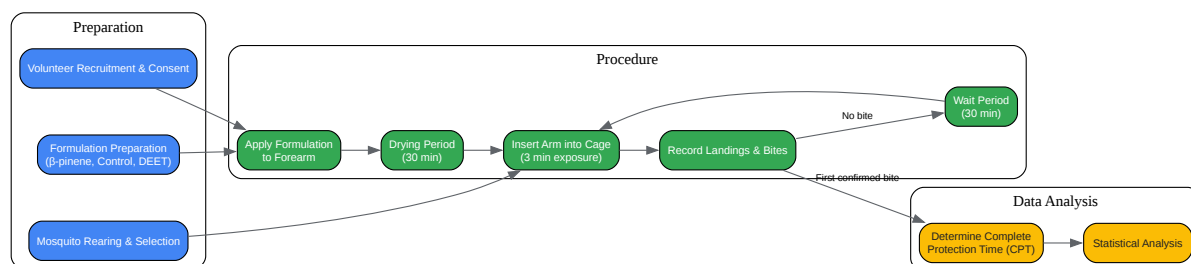 Preparation
Volunteer Recruitment & Consent
Formulation Preparation
(β-pinene, Control, DEET)
Mosquito Rearing & Selection
Procedure
Apply Formulation
to Forearm
Drying Period
(30 min)
Insert Arm into Cage
(3 min exposure)
Record Landings & Bites
No bite
Wait Period
(30 min)
First confirmed bite
Data Analysis
Determine Complete
Protection Time (CPT)
Statistical Analysis